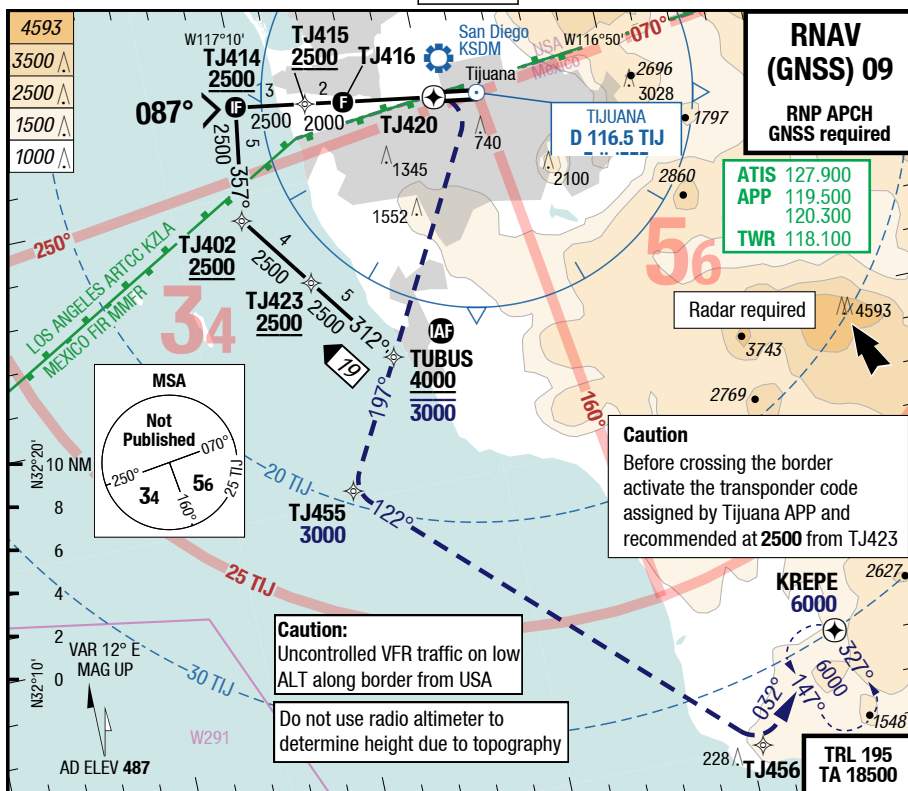 4593
3500
2500
1500
1000
W117°10'
TJ414
2500
TJ415
2500
TJ416
San Diego
KSDM
W116°50'
USA
Mexico
070°
RNAV
(GNSS) 09
RNP APCH
GNSS required
087°
IF
3
2500
2
2000
F
TJ420
Tijuana
TIJUANA
D 116.5 TIJ
2696
3028
1797
740
2100
2860
1345
1552
ATIS 127.900
APP 119.500
120.300
TWR 118.100
5
2500
357°
250°
TJ402
2500
4
2500
TJ423
2500
5
2500
312°
19
IAF
TUBUS
4000
3000
LOS ANGELES ARTCC KZLA
MEXICO FIR MMFR
34
56
Radar required
4593
3743
2769
MSA
Not
Published
070°
250°
160°
34
56
25 TIJ
197°
160°
N32°20'
10 NM
8
6
4
2
0
N32°10'
20 TIJ
TJ455
3000
122°
25 TIJ
30 TIJ
Caution
Before crossing the border
activate the transponder code
assigned by Tijuana APP and
recommended at 2500 from TJ423
2627
KREPE
6000
327°
6000
147°
032°
1548
Caution:
Uncontrolled VFR traffic on low
ALT along border from USA
Do not use radio altimeter to
determine height due to topography
VAR 12° E
MAG UP
W291
AD ELEV 487
228
TJ456
TRL 195
TA 18500